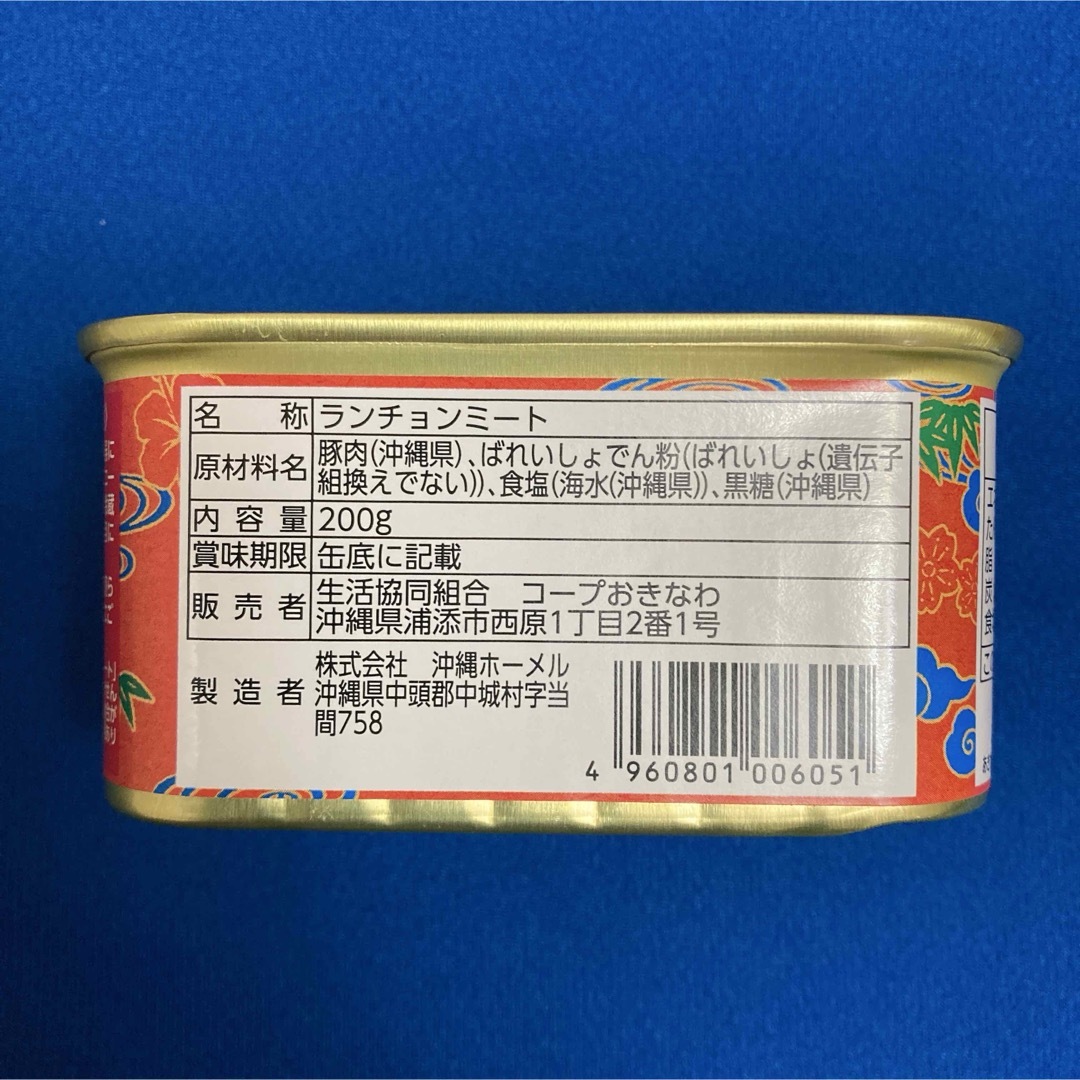 名称 ランチョンミート
原材料名 豚肉(沖縄県)、ばれいしょでん粉(ばれいしょ(遺伝子
組換えでない))、食塩(海水(沖縄県))、黒糖(沖縄県)
内容量 200g
賞味期限 缶底に記載
販売者 生活協同組合 コープおきなわ
沖縄県浦添市西原1丁目2番1号
製造者 株式会社 沖縄ホーメル
沖縄県中頭郡中城村字当
間758
4 960801 006051